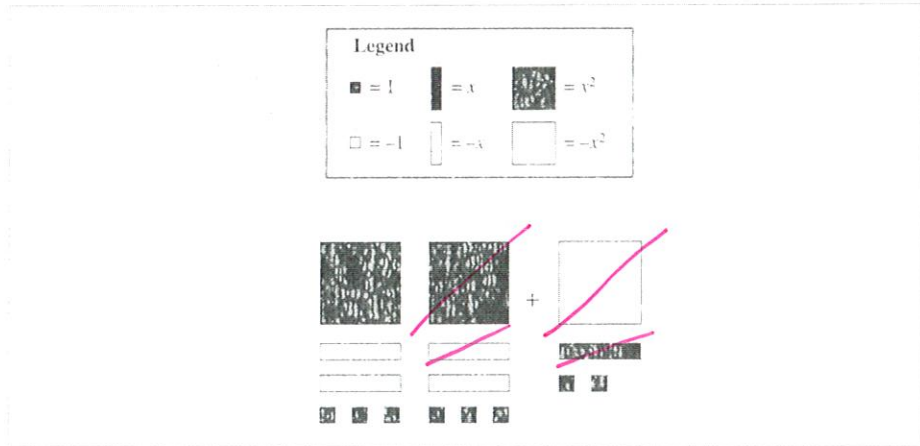 Legend
= 1 = x = x²
= –1 = –x = –x²
+